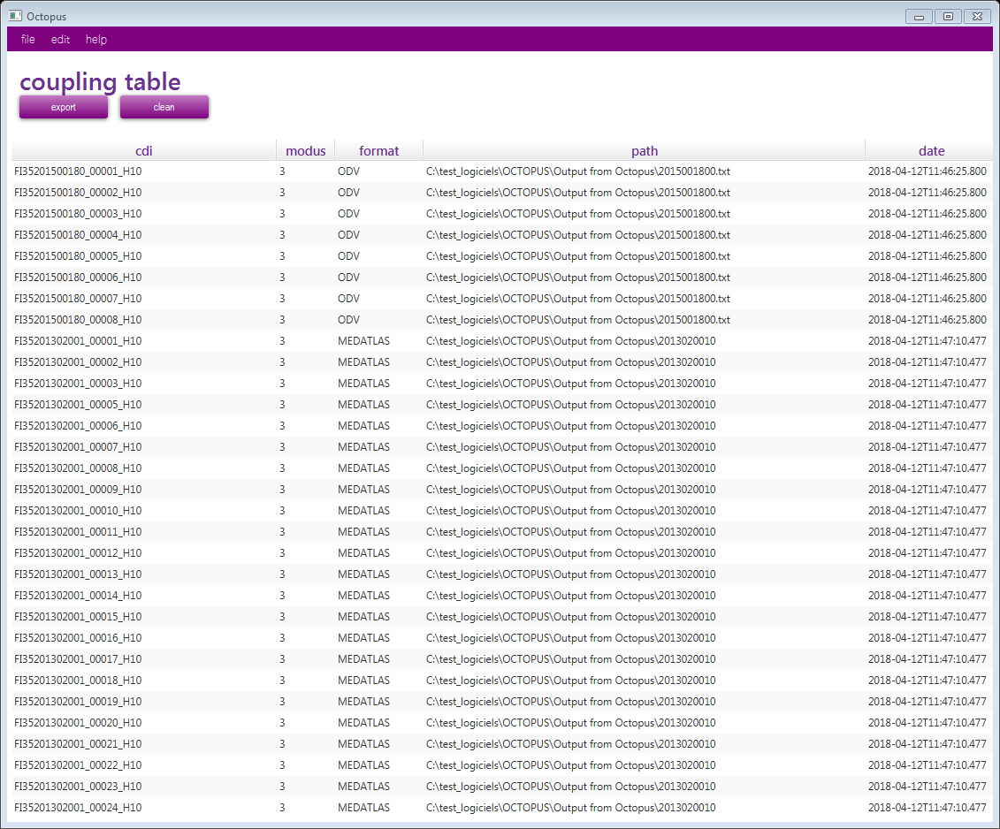 Octopus
file edit help
coupling table
export clean
cdi modus format path date
FI35201500180_00001_H10 3 ODV C:\test_logiciels\OCTOPUS\Output from Octopus\2015001800.txt 2018-04-12T11:46:25.800
FI35201500180_00002_H10 3 ODV C:\test_logiciels\OCTOPUS\Output from Octopus\2015001800.txt 2018-04-12T11:46:25.800
FI35201500180_00003_H10 3 ODV C:\test_logiciels\OCTOPUS\Output from Octopus\2015001800.txt 2018-04-12T11:46:25.800
FI35201500180_00004_H10 3 ODV C:\test_logiciels\OCTOPUS\Output from Octopus\2015001800.txt 2018-04-12T11:46:25.800
FI35201500180_00005_H10 3 ODV C:\test_logiciels\OCTOPUS\Output from Octopus\2015001800.txt 2018-04-12T11:46:25.800
FI35201500180_00006_H10 3 ODV C:\test_logiciels\OCTOPUS\Output from Octopus\2015001800.txt 2018-04-12T11:46:25.800
FI35201500180_00007_H10 3 ODV C:\test_logiciels\OCTOPUS\Output from Octopus\2015001800.txt 2018-04-12T11:46:25.800
FI35201500180_00008_H10 3 ODV C:\test_logiciels\OCTOPUS\Output from Octopus\2015001800.txt 2018-04-12T11:46:25.800
FI35201302001_00001_H10 3 MEDATLAS C:\test_logiciels\OCTOPUS\Output from Octopus\2013020010 2018-04-12T11:47:10.477
FI35201302001_00002_H10 3 MEDATLAS C:\test_logiciels\OCTOPUS\Output from Octopus\2013020010 2018-04-12T11:47:10.477
FI35201302001_00003_H10 3 MEDATLAS C:\test_logiciels\OCTOPUS\Output from Octopus\2013020010 2018-04-12T11:47:10.477
FI35201302001_00005_H10 3 MEDATLAS C:\test_logiciels\OCTOPUS\Output from Octopus\2013020010 2018-04-12T11:47:10.477
FI35201302001_00006_H10 3 MEDATLAS C:\test_logiciels\OCTOPUS\Output from Octopus\2013020010 2018-04-12T11:47:10.477
FI35201302001_00007_H10 3 MEDATLAS C:\test_logiciels\OCTOPUS\Output from Octopus\2013020010 2018-04-12T11:47:10.477
FI35201302001_00008_H10 3 MEDATLAS C:\test_logiciels\OCTOPUS\Output from Octopus\2013020010 2018-04-12T11:47:10.477
FI35201302001_00009_H10 3 MEDATLAS C:\test_logiciels\OCTOPUS\Output from Octopus\2013020010 2018-04-12T11:47:10.477
FI35201302001_00010_H10 3 MEDATLAS C:\test_logiciels\OCTOPUS\Output from Octopus\2013020010 2018-04-12T11:47:10.477
FI35201302001_00011_H10 3 MEDATLAS C:\test_logiciels\OCTOPUS\Output from Octopus\2013020010 2018-04-12T11:47:10.477
FI35201302001_00012_H10 3 MEDATLAS C:\test_logiciels\OCTOPUS\Output from Octopus\2013020010 2018-04-12T11:47:10.477
FI35201302001_00013_H10 3 MEDATLAS C:\test_logiciels\OCTOPUS\Output from Octopus\2013020010 2018-04-12T11:47:10.477
FI35201302001_00014_H10 3 MEDATLAS C:\test_logiciels\OCTOPUS\Output from Octopus\2013020010 2018-04-12T11:47:10.477
FI35201302001_00015_H10 3 MEDATLAS C:\test_logiciels\OCTOPUS\Output from Octopus\2013020010 2018-04-12T11:47:10.477
FI35201302001_00016_H10 3 MEDATLAS C:\test_logiciels\OCTOPUS\Output from Octopus\2013020010 2018-04-12T11:47:10.477
FI35201302001_00017_H10 3 MEDATLAS C:\test_logiciels\OCTOPUS\Output from Octopus\2013020010 2018-04-12T11:47:10.477
FI35201302001_00018_H10 3 MEDATLAS C:\test_logiciels\OCTOPUS\Output from Octopus\2013020010 2018-04-12T11:47:10.477
FI35201302001_00019_H10 3 MEDATLAS C:\test_logiciels\OCTOPUS\Output from Octopus\2013020010 2018-04-12T11:47:10.477
FI35201302001_00020_H10 3 MEDATLAS C:\test_logiciels\OCTOPUS\Output from Octopus\2013020010 2018-04-12T11:47:10.477
FI35201302001_00021_H10 3 MEDATLAS C:\test_logiciels\OCTOPUS\Output from Octopus\2013020010 2018-04-12T11:47:10.477
FI35201302001_00022_H10 3 MEDATLAS C:\test_logiciels\OCTOPUS\Output from Octopus\2013020010 2018-04-12T11:47:10.477
FI35201302001_00023_H10 3 MEDATLAS C:\test_logiciels\OCTOPUS\Output from Octopus\2013020010 2018-04-12T11:47:10.477
FI35201302001_00024_H10 3 MEDATLAS C:\test_logiciels\OCTOPUS\Output from Octopus\2013020010 2018-04-12T11:47:10.477